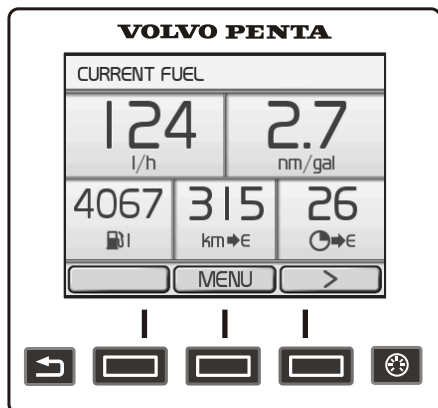 VOLVO PENTA
CURRENT FUEL
124 2.7
l/h nm/gal
4067 315 26
l km➡E ➡E
MENU >